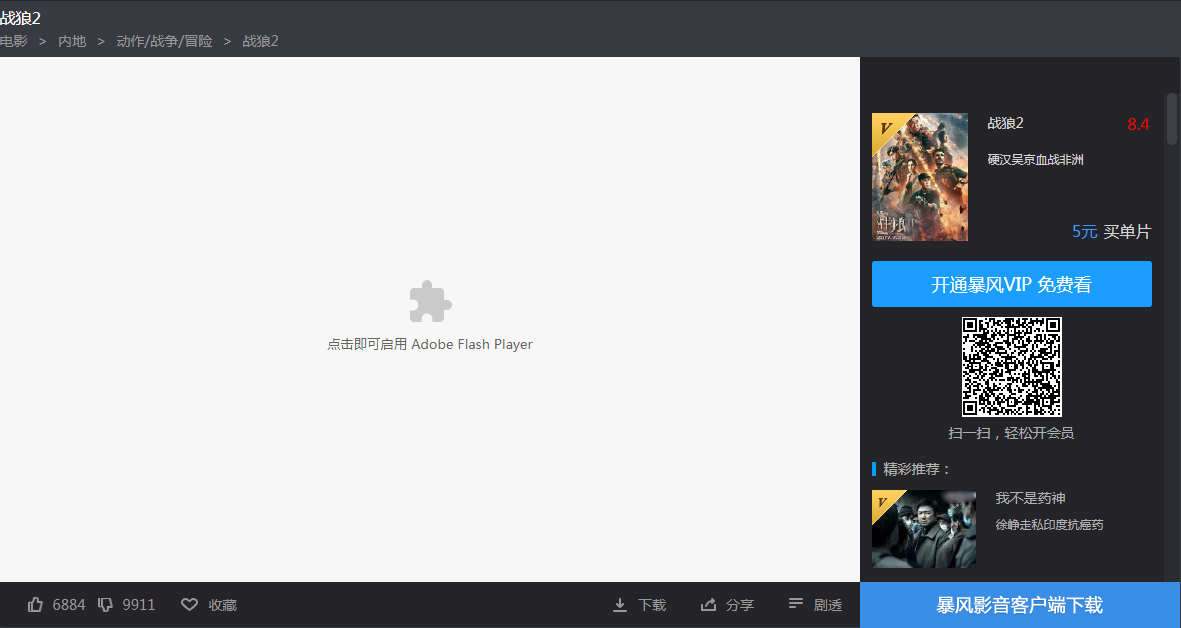 战狼2
电影 > 内地 > 动作/战争/冒险 > 战狼2
战狼2
8.4
硬汉吴京血战非洲
5元 买单片
开通暴风VIP 免费看
点击即可启用 Adobe Flash Player
扫一扫，轻松开会员
精彩推荐：
V
我不是药神
徐峥走私印度抗癌药
6884 9911 收藏 下载 分享 剧透
暴风影音客户端下载